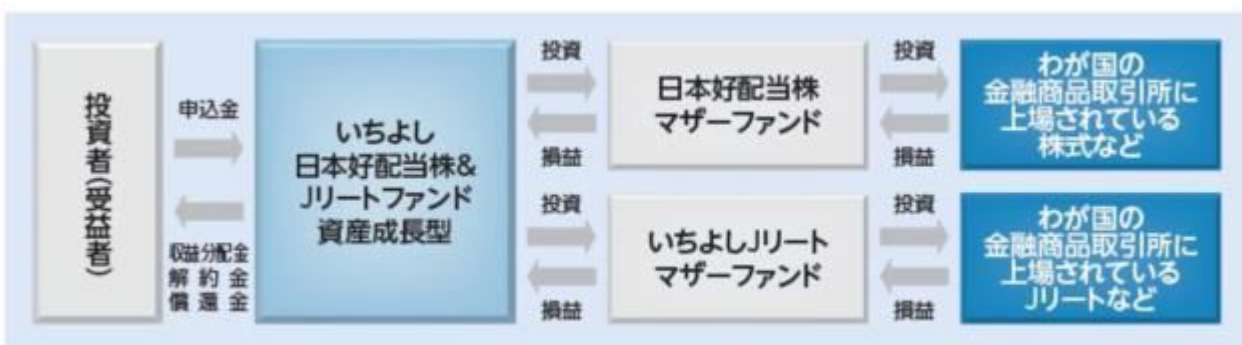 投資者(受益者)
申込金
収益分配金
解約金
償還金
いちよし
日本好配当株&
Jリートファンド
資産成長型
投資
損益
投資
損益
日本好配当株
マザーファンド
いちよしJリート
マザーファンド
投資
損益
投資
損益
わが国の
金融商品取引所に
上場されている
株式など
わが国の
金融商品取引所に
上場されている
Jリートなど